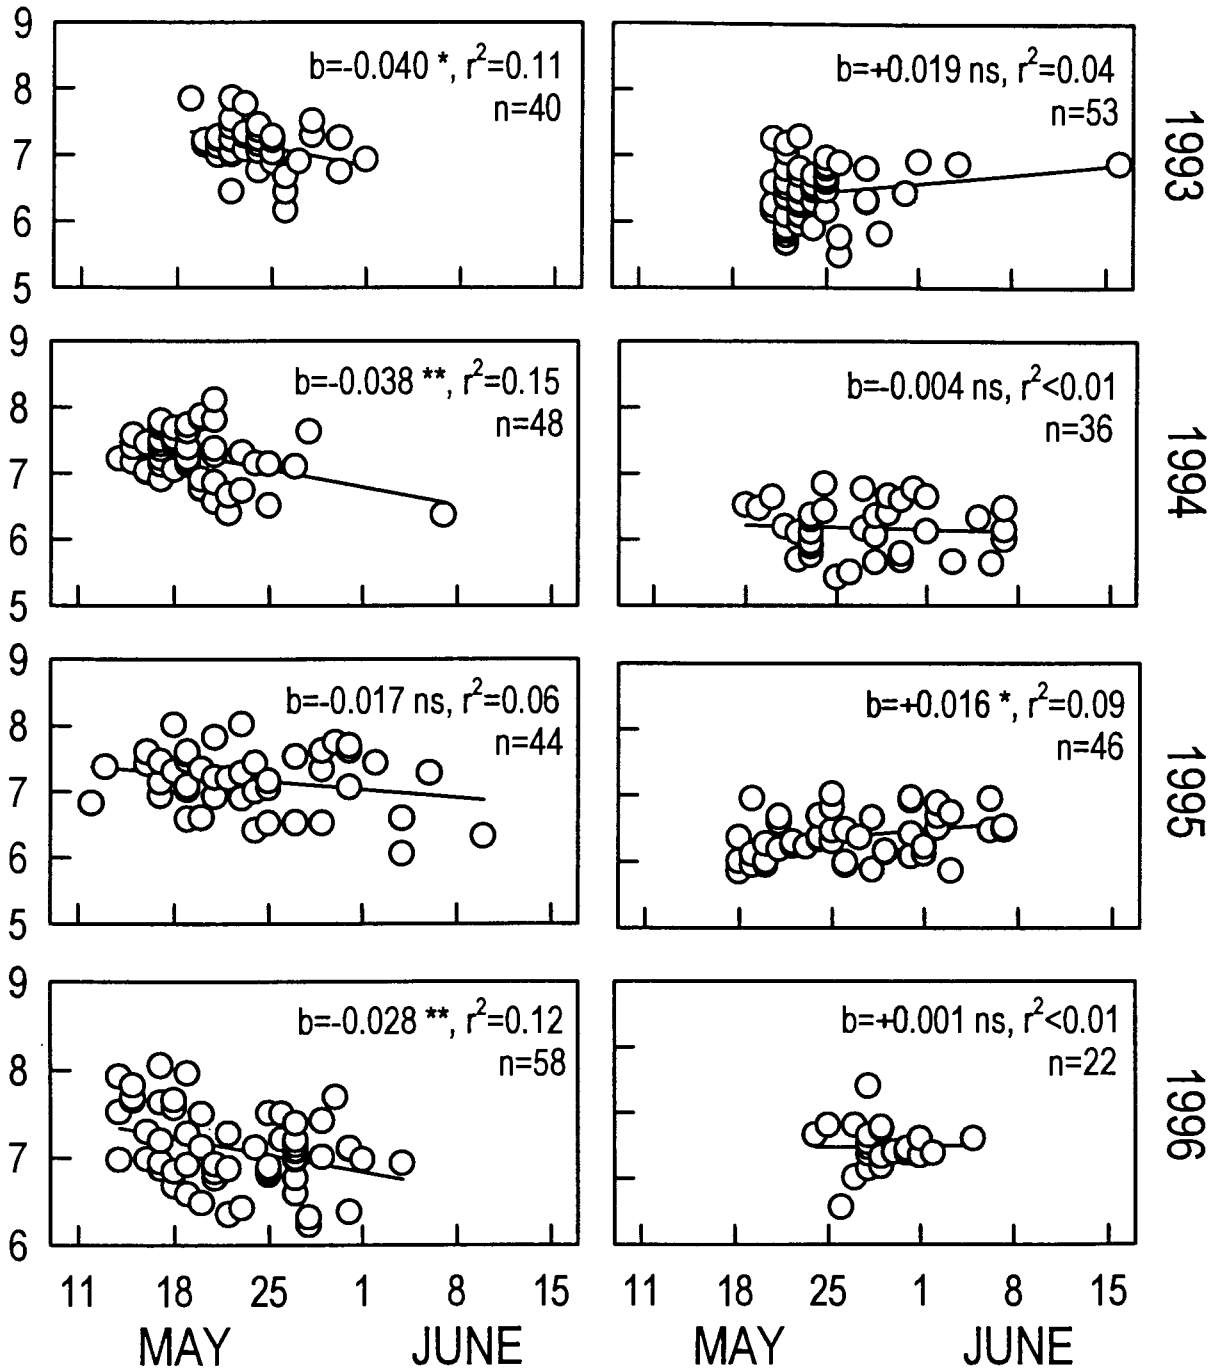 9
8
7
6
5
b=-0.040 *, r²=0.11
n=40
b=+0.019 ns, r²=0.04
n=53
1993
9
8
7
6
5
b=-0.038 **, r²=0.15
n=48
b=-0.004 ns, r²<0.01
n=36
1994
9
8
7
6
5
b=-0.017 ns, r²=0.06
n=44
b=+0.016 *, r²=0.09
n=46
1995
9
8
7
6
b=-0.028 **, r²=0.12
n=58
b=+0.001 ns, r²<0.01
n=22
1996
11 18 25 1 8 15
11 18 25 1 8 15
MAY JUNE
MAY JUNE